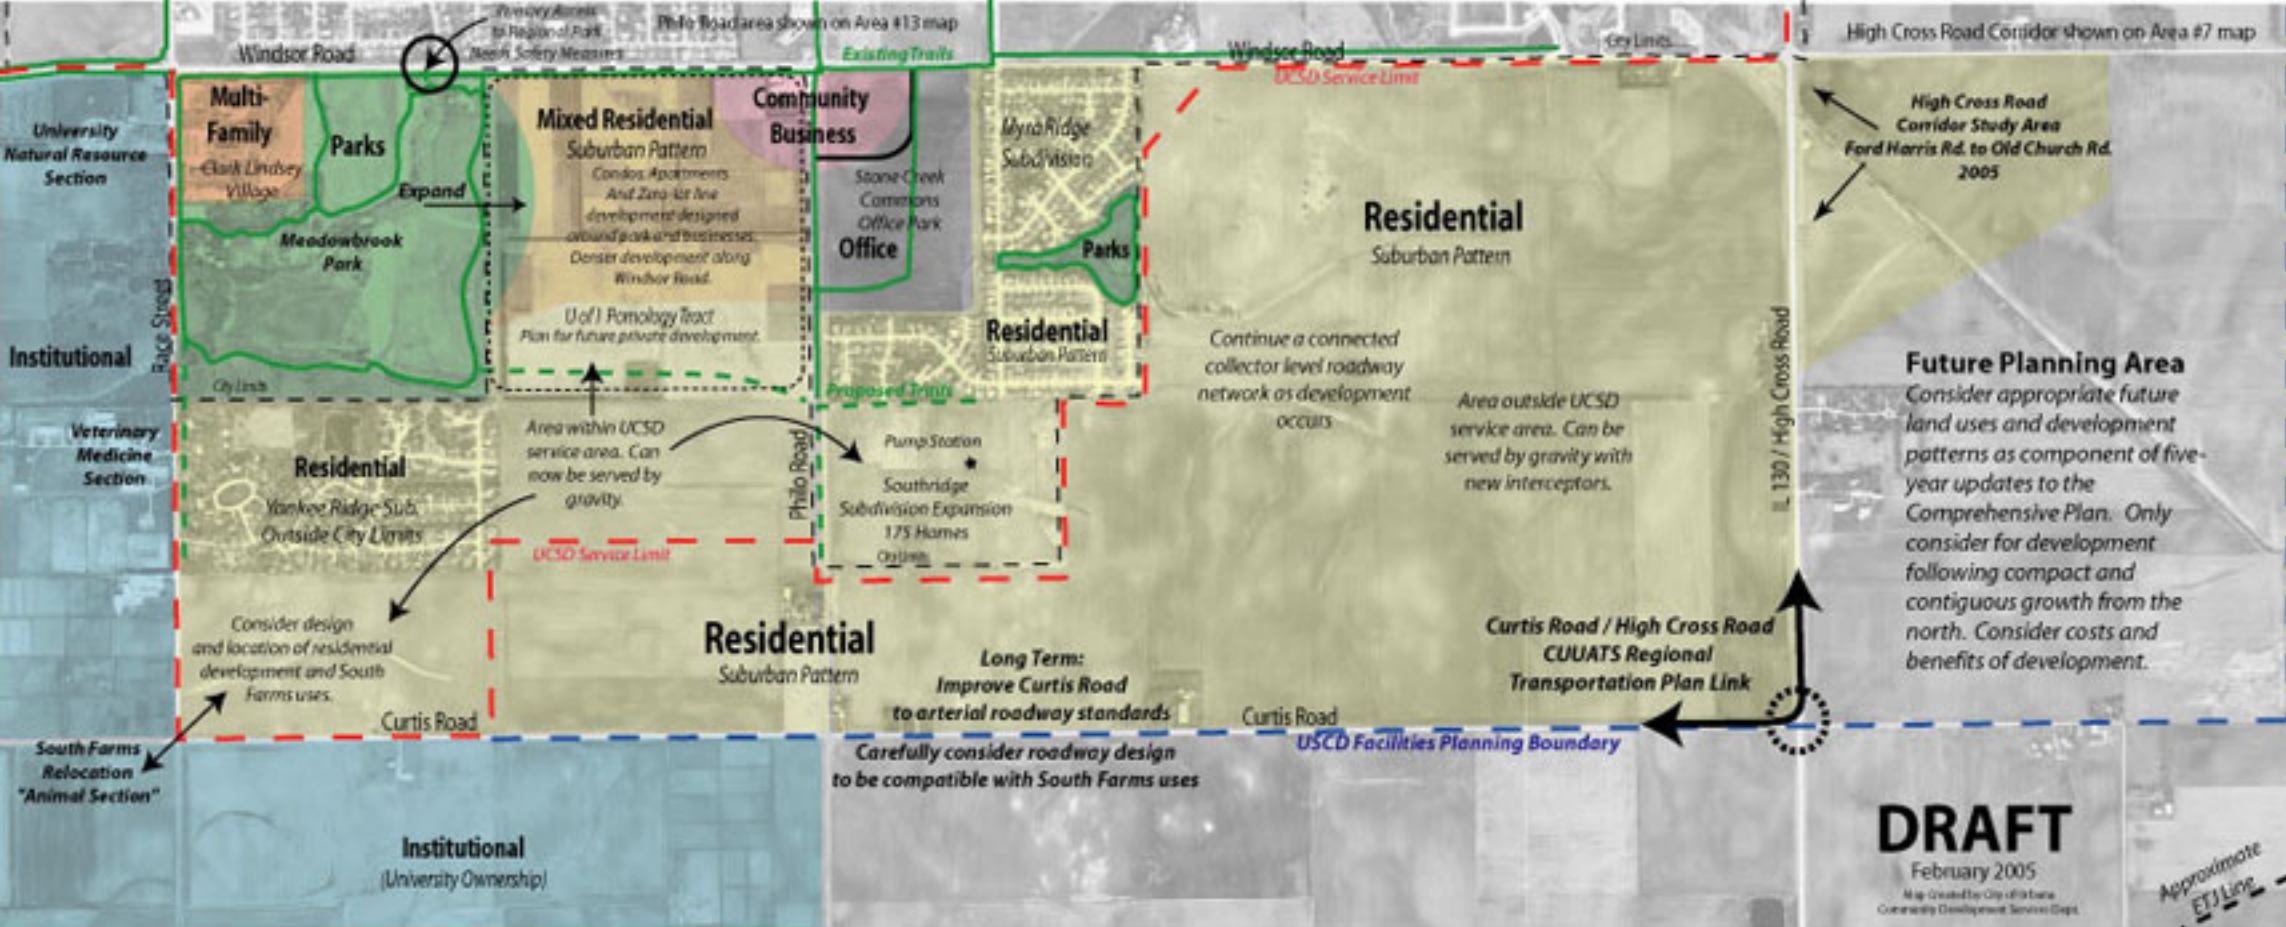 Primary Access
to Regional Park
Needs Safety Measures
Philo Road area shown on Area #13 map
High Cross Road Corridor shown on Area #7 map
Windsor Road
Existing Trails
Windsor Road
City Limits
UCSD Service Limit
Multi-
Family
Clark Lindsey
Village
Parks
Expand
Meadowbrook
Park
City Limits
University
Natural Resource
Section
Institutional
Race Street
Veterinary
Medicine
Section
Mixed Residential
Suburban Pattern
Condos Apartments
And Zero-lot line
development designed
around park and businesses.
Denser development along
Windsor Road.
U of I Pomology Tract
Plan for future private development.
Community
Business
Stone Creek
Commons
Office Park
Office
Myra Ridge
Subdivision
Parks
Residential
Suburban Pattern
Proposed Trails
Residential
Suburban Pattern
Continue a connected
collector level roadway
network as development
occurs
Area outside UCSD
service area. Can be
served by gravity with
new interceptors.
IL 130 / High Cross Road
High Cross Road
Corridor Study Area
Ford Harris Rd. to Old Church Rd.
2005
Future Planning Area
Consider appropriate future
land uses and development
patterns as component of five-
year updates to the
Comprehensive Plan. Only
consider for development
following compact and
contiguous growth from the
north. Consider costs and
benefits of development.
Residential
Yankee Ridge Sub.
Outside City Limits
Area within UCSD
service area. Can
now be served by
gravity.
Philo Road
Pump Station
Southridge
Subdivision Expansion
175 Homes
City Limits
UCSD Service Limit
Consider design
and location of residential
development and South
Farms uses.
Curtis Road
Residential
Suburban Pattern
Long Term:
Improve Curtis Road
to arterial roadway standards
Curtis Road
Curtis Road / High Cross Road
CUUATS Regional
Transportation Plan Link
USCD Facilities Planning Boundary
Carefully consider roadway design
to be compatible with South Farms uses
South Farms
Relocation
"Animal Section"
Institutional
(University Ownership)
DRAFT
February 2005
Map Created by City of Urbana
Community Development Services Dept.
Approximate
ETJ Line